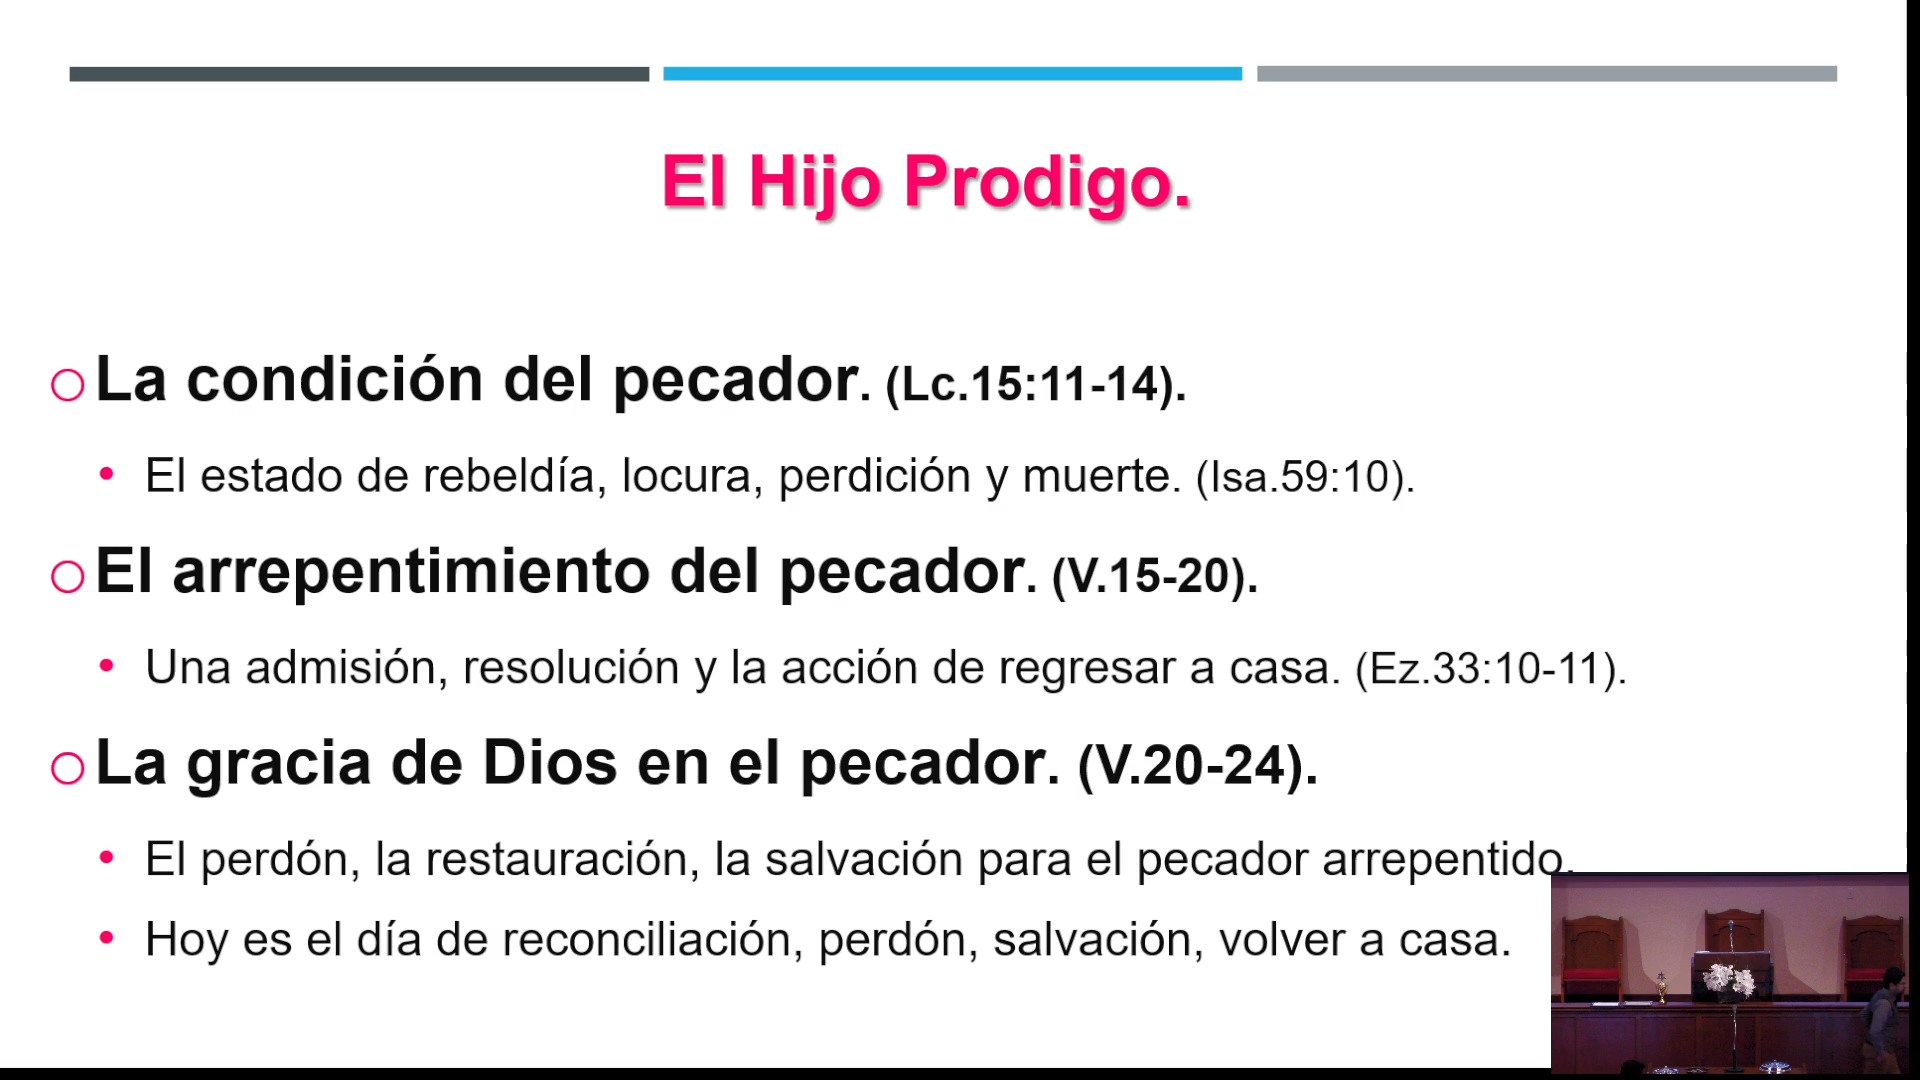 El Hijo Prodigo.
La condición del pecador. (Lc.15:11-14).
El estado de rebeldía, locura, perdición y muerte. (Isa.59:10).
El arrepentimiento del pecador. (V.15-20).
Una admisión, resolución y la acción de regresar a casa. (Ez.33:10-11).
La gracia de Dios en el pecador. (V.20-24).
El perdón, la restauración, la salvación para el pecador arrepentido.
Hoy es el día de reconciliación, perdón, salvación, volver a casa.